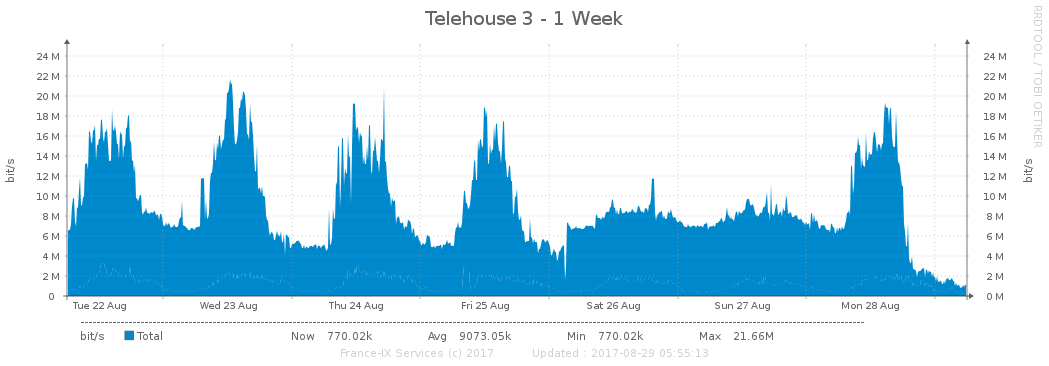 Telehouse 3 - 1 Week
RRDTOOL / TOBI OETIKER
bit/s
24 M 24 M
22 M 22 M
20 M 20 M
18 M 18 M
16 M 16 M
14 M 14 M
12 M 12 M
10 M 10 M
8 M 8 M
6 M 6 M
4 M 4 M
2 M 2 M
0 0 M
bit/s
Tue 22 Aug Wed 23 Aug Thu 24 Aug Fri 25 Aug Sat 26 Aug Sun 27 Aug Mon 28 Aug
bit/s Total Now 770.02k Avg 9073.05k Min 770.02k Max 21.66M
France-IX Services (c) 2017 Updated : 2017-08-29 05:55:13